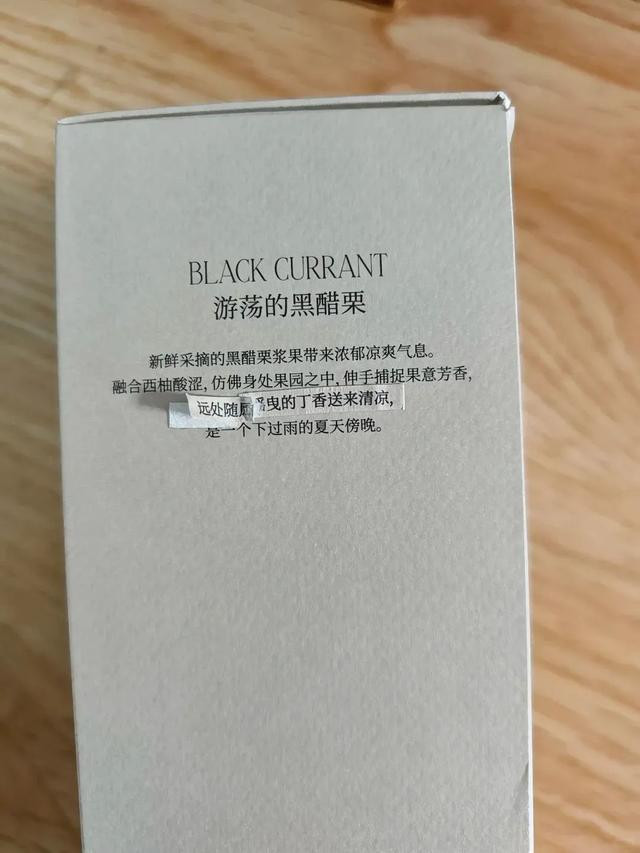 BLACK CURRANT
游荡的黑醋栗
新鲜采摘的黑醋栗浆果带来浓郁凉爽气息。
融合西柚酸涩, 仿佛身处果园之中, 伸手捕捉果意芳香,
远处随风摇曳的丁香送来清凉,
是一个下过雨的夏天傍晚。